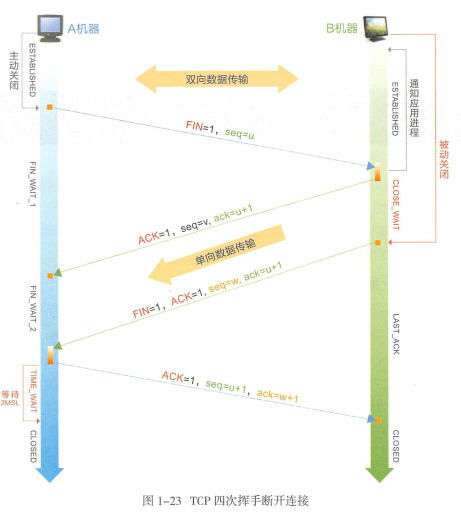 A机器
B机器
主动关闭
ESTABLISHED
双向数据传输
ESTABLISHED
通知应用进程
FIN=1, seq=u
被动关闭
FIN_WAIT_1
CLOSE_WAIT
ACK=1, seq=v, ack=u+1
单向数据传输
FIN=1, ACK=1, seq=w, ack=u+1
FIN_WAIT_2
LAST_ACK
ACK=1, seq=u+1, ack=w+1
等待
2MSL
TIME_WAIT
CLOSED
CLOSED
图 1-23 TCP 四次挥手断开连接